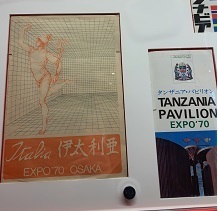 Italia 伊太利亜
EXPO'70 OSAKA
タンザニア・パビリオン
TANZANIA
PAVILION
EXPO'70